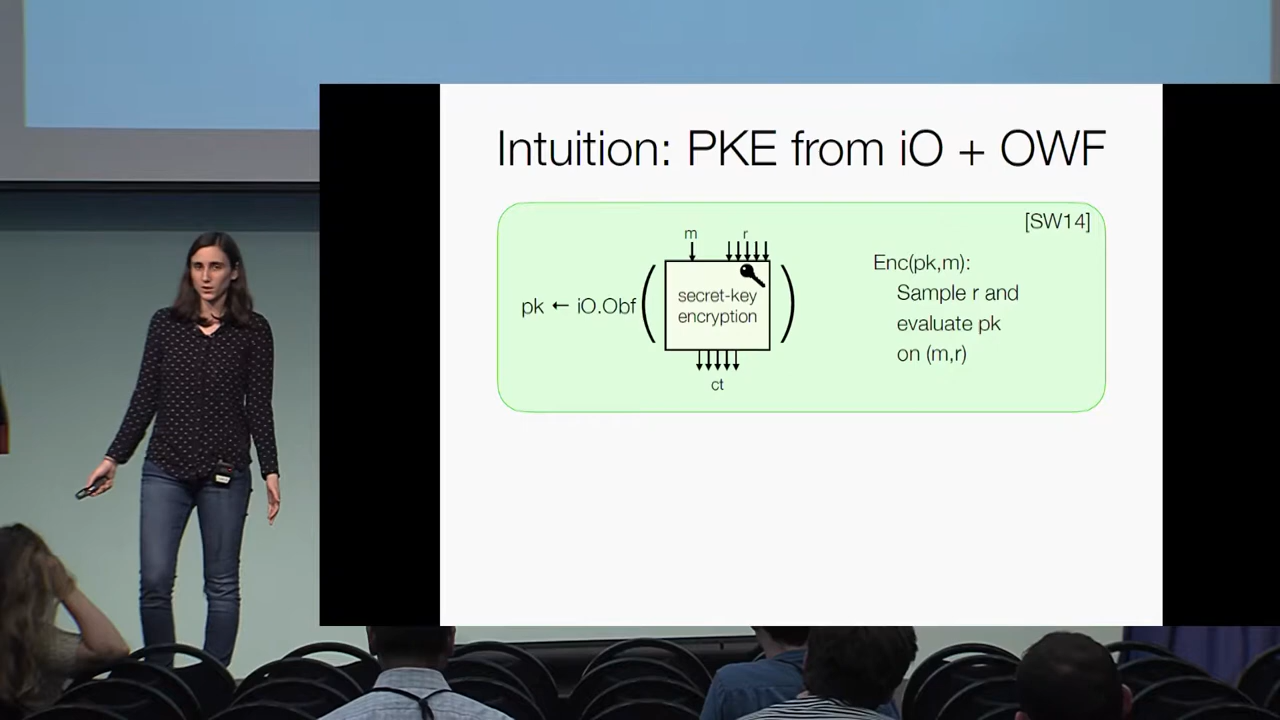 Intuition: PKE from iO + OWF
[SW14]
m
r
pk ← iO.Obf
secret-key
encryption
ct
Enc(pk,m):
Sample r and
evaluate pk
on (m,r)